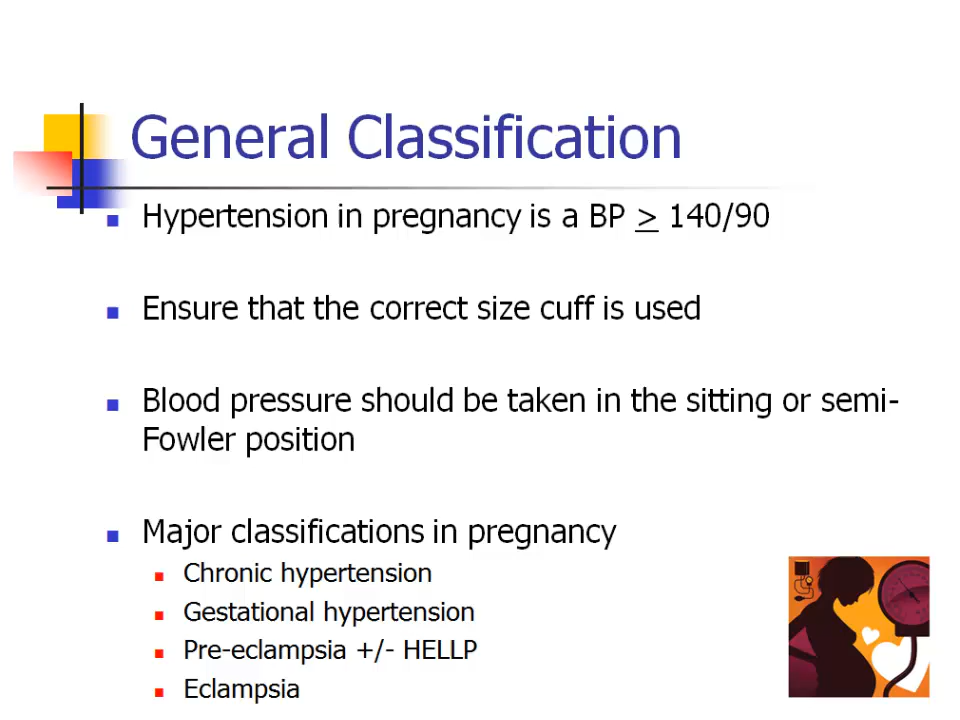 General Classification
Hypertension in pregnancy is a BP > 140/90
Ensure that the correct size cuff is used
Blood pressure should be taken in the sitting or semi-
Fowler position
Major classifications in pregnancy
Chronic hypertension
Gestational hypertension
Pre-eclampsia +/- HELLP
Eclampsia